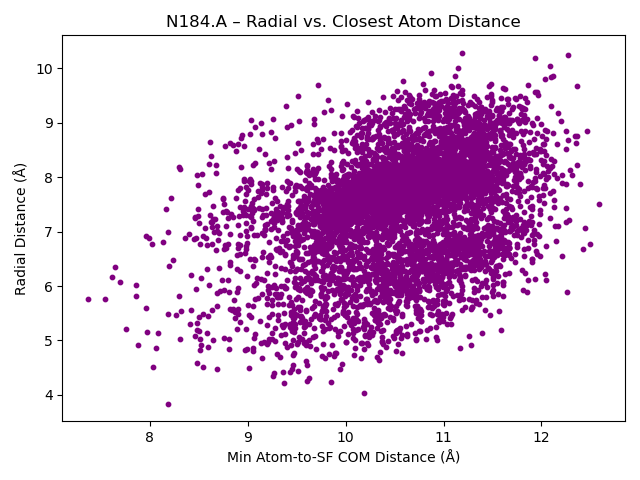 N184.A – Radial vs. Closest Atom Distance
Radial Distance (Å)
10
9
8
7
6
5
4
8 9 10 11 12
Min Atom-to-SF COM Distance (Å)